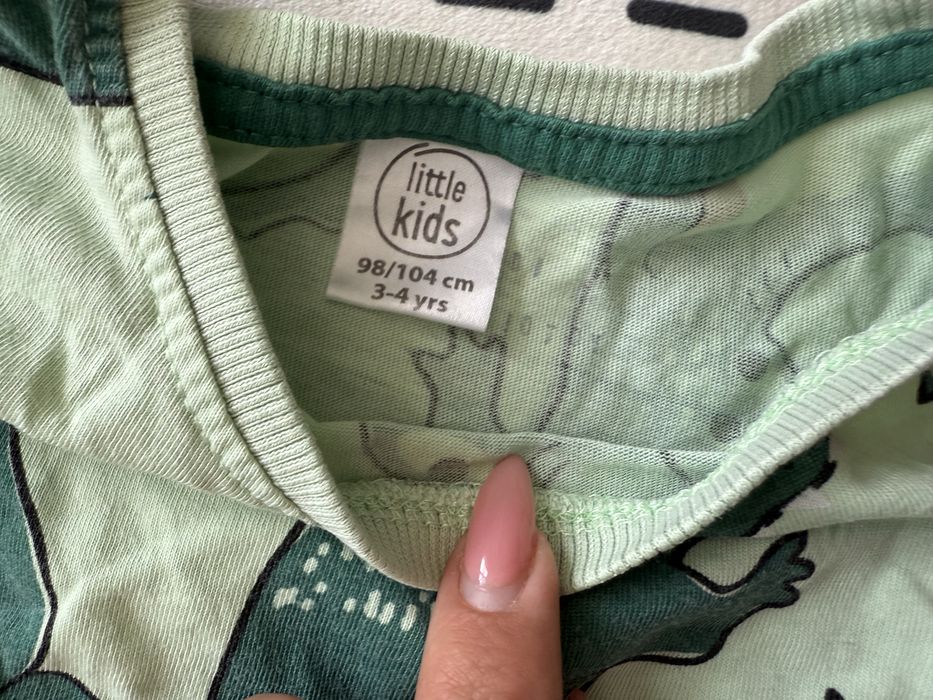 little
kids
98/104 cm
3-4 yrs